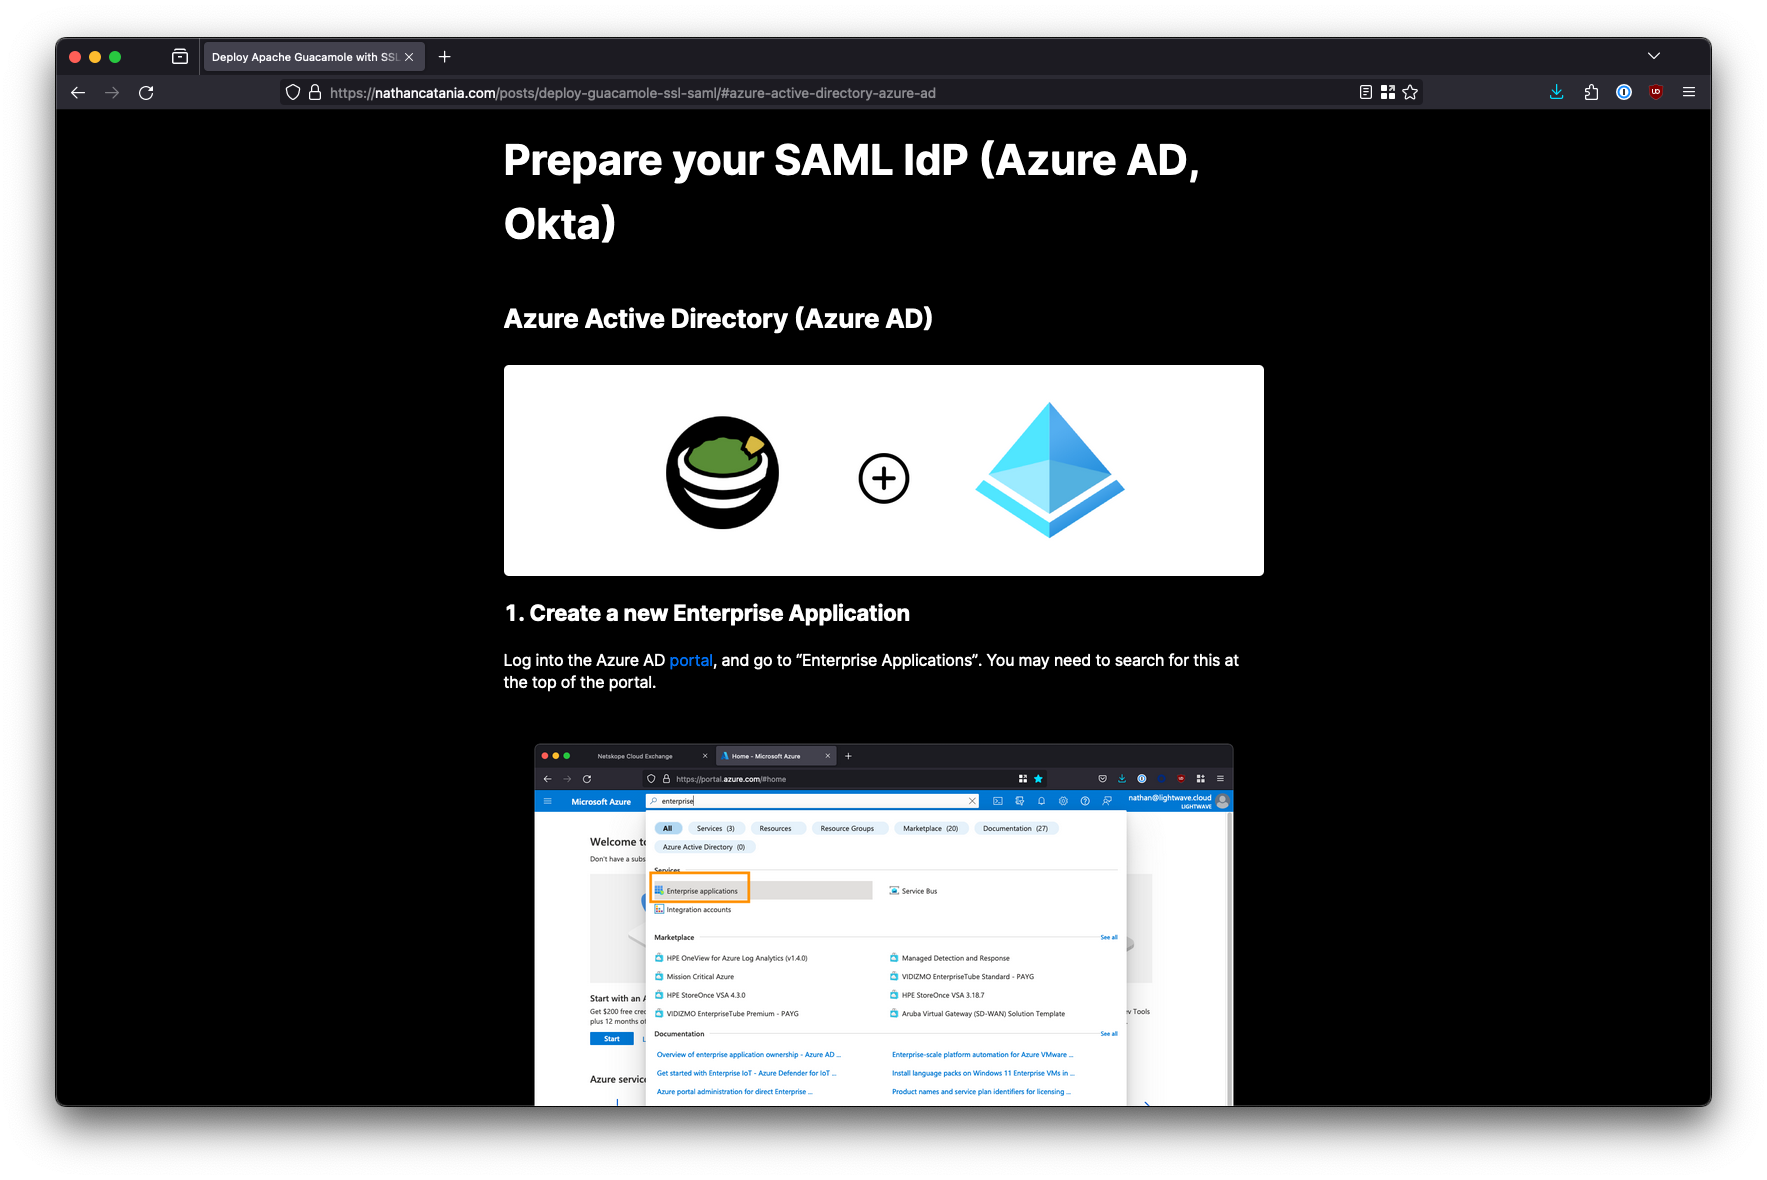 Deploy Apache Guacamole with SSL
https://nathancatania.com/posts/deploy-guacamole-ssl-saml/#azure-active-directory-azure-ad
Prepare your SAML IdP (Azure AD,
Okta)
Azure Active Directory (Azure AD)
1. Create a new Enterprise Application
Log into the Azure AD portal, and go to “Enterprise Applications”. You may need to search for this at
the top of the portal.
Netskope Cloud Exchange
Home - Microsoft Azure
https://portal.azure.com/#home
Microsoft Azure
enterprise
nathan@lightwave.cloud
LIGHTWAVE
All Services (3) Resources Resource Groups Marketplace (20) Documentation (27)
Azure Active Directory (0)
Welcome to
Don't have a subs
Services
Enterprise applications
Service Bus
Integration accounts
Marketplace
See all
HPE OneView for Azure Log Analytics (v1.4.0)
Managed Detection and Response
Mission Critical Azure
VIDIZMO EnterpriseTube Standard - PAYG
HPE StoreOnce VSA 4.3.0
HPE StoreOnce VSA 3.18.7
VIDIZMO EnterpriseTube Premium - PAYG
Aruba Virtual Gateway (SD-WAN) Solution Template
Start with an A
Get $200 free cred
plus 12 months of
Start
ev Tools
Documentation
See all
Overview of enterprise application ownership - Azure AD ...
Enterprise-scale platform automation for Azure VMware ...
Get started with Enterprise IoT - Azure Defender for IoT ...
Install language packs on Windows 11 Enterprise VMs in ...
Azure portal administration for direct Enterprise ...
Product names and service plan identifiers for licensing ...
Azure service